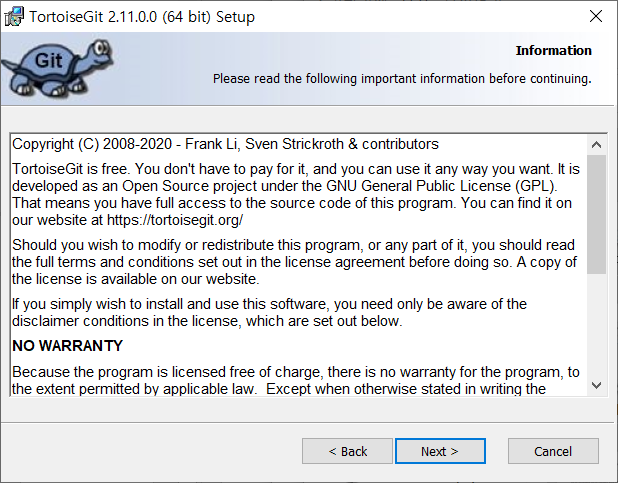 TortoiseGit 2.11.0.0 (64 bit) Setup
Git
Information
Please read the following important information before continuing.
Copyright (C) 2008-2020 - Frank Li, Sven Strickroth & contributors
TortoiseGit is free. You don't have to pay for it, and you can use it any way you want. It is
developed as an Open Source project under the GNU General Public License (GPL).
That means you have full access to the source code of this program. You can find it on
our website at https://tortoisegit.org/
Should you wish to modify or redistribute this program, or any part of it, you should read
the full terms and conditions set out in the license agreement before doing so. A copy of
the license is available on our website.
If you simply wish to install and use this software, you need only be aware of the
disclaimer conditions in the license, which are set out below.
NO WARRANTY
Because the program is licensed free of charge, there is no warranty for the program, to
the extent permitted by applicable law.  Except when otherwise stated in writing the
< Back
Next >
Cancel